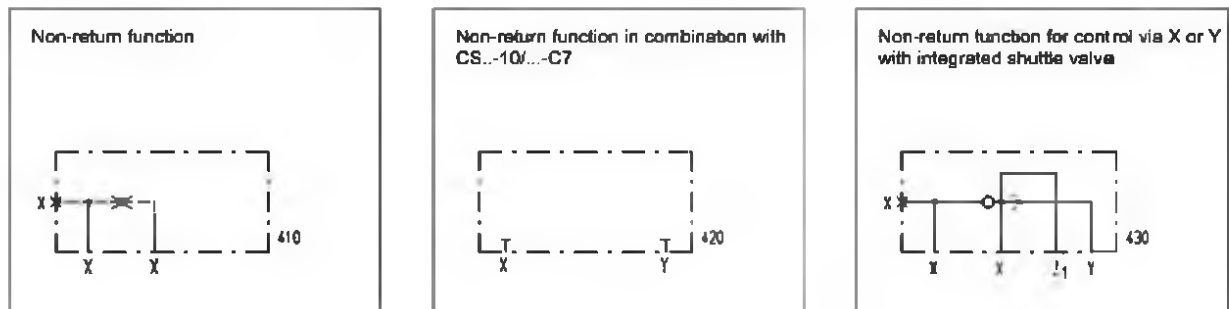 Non-return function
X
410
X X
Non-return function in combination with
CS..-10/...-C7
420
X Y
Non-return function for control via X or Y
with integrated shuttle valve
X
430
X X Y